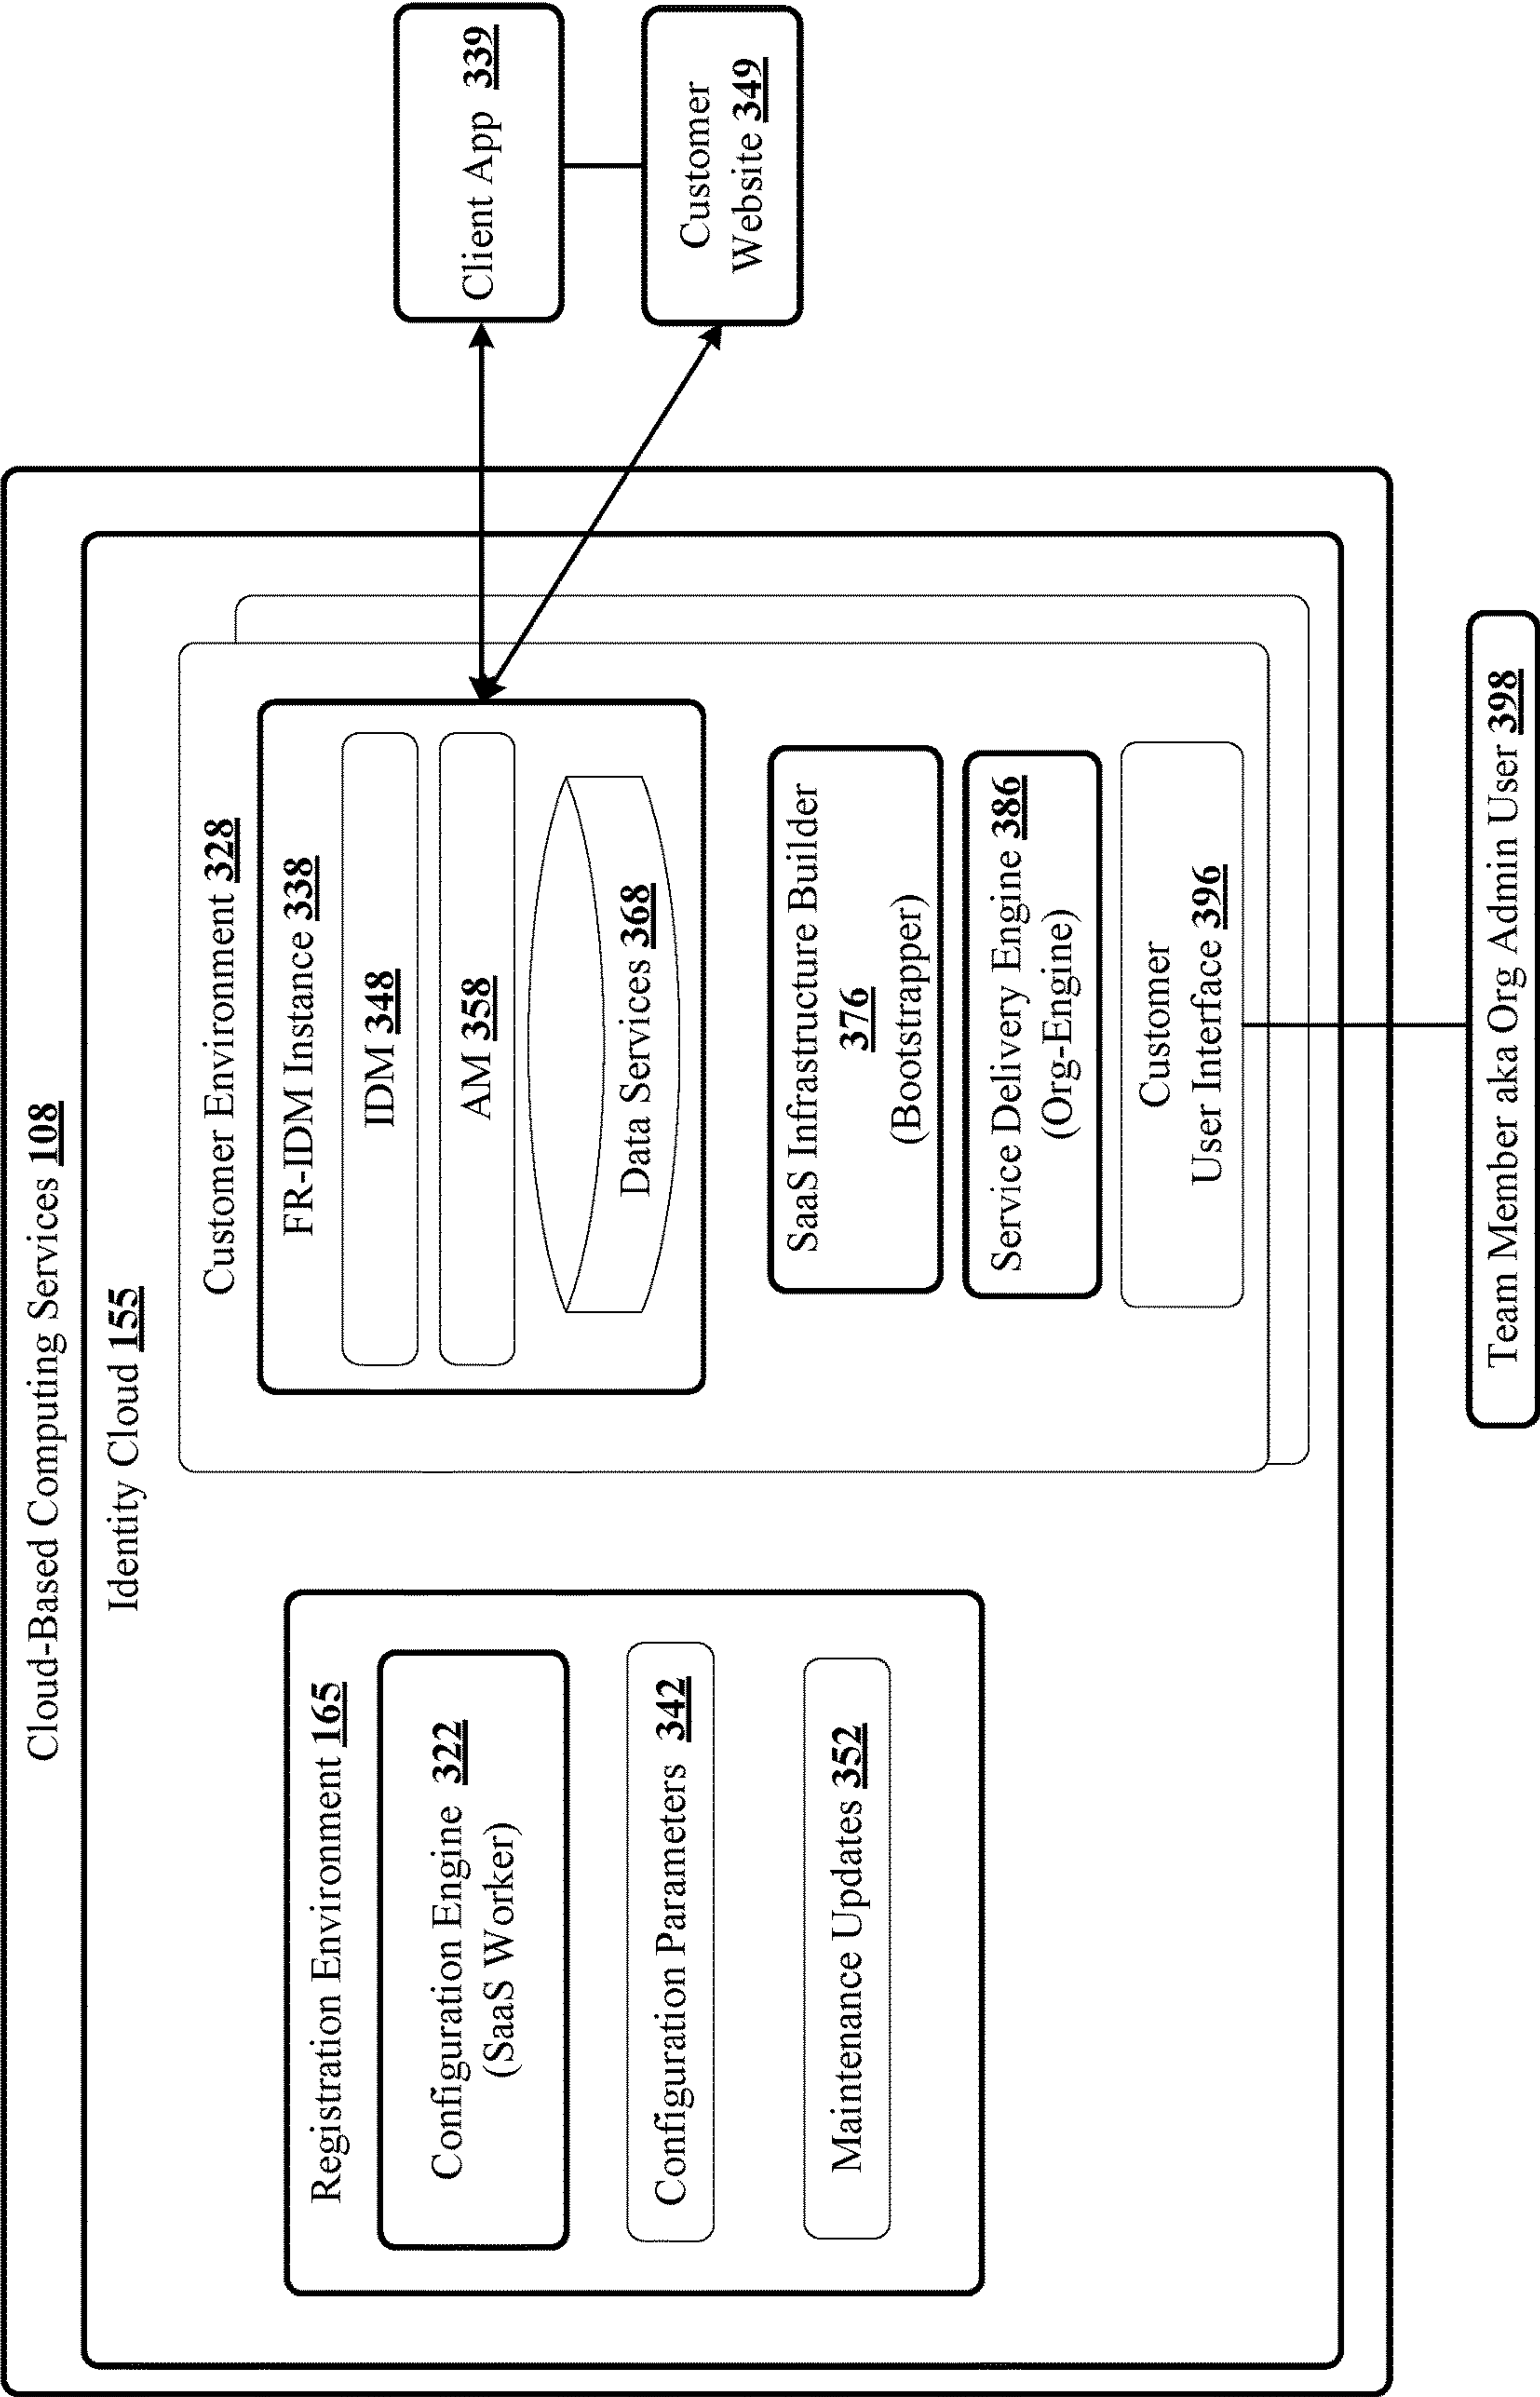 Cloud-Based Computing Services 108
Identity Cloud 155
Registration Environment 165
Configuration Engine 322
(SaaS Worker)
Configuration Parameters 342
Maintenance Updates 352
Customer Environment 328
FR-IDM Instance 338
IDM 348
AM 358
Data Services 368
SaaS Infrastructure Builder
376
(Bootstrapper)
Service Delivery Engine 386
(Org-Engine)
Customer
User Interface 396
Client App 339
Customer
Website 349
Team Member aka Org Admin User 398